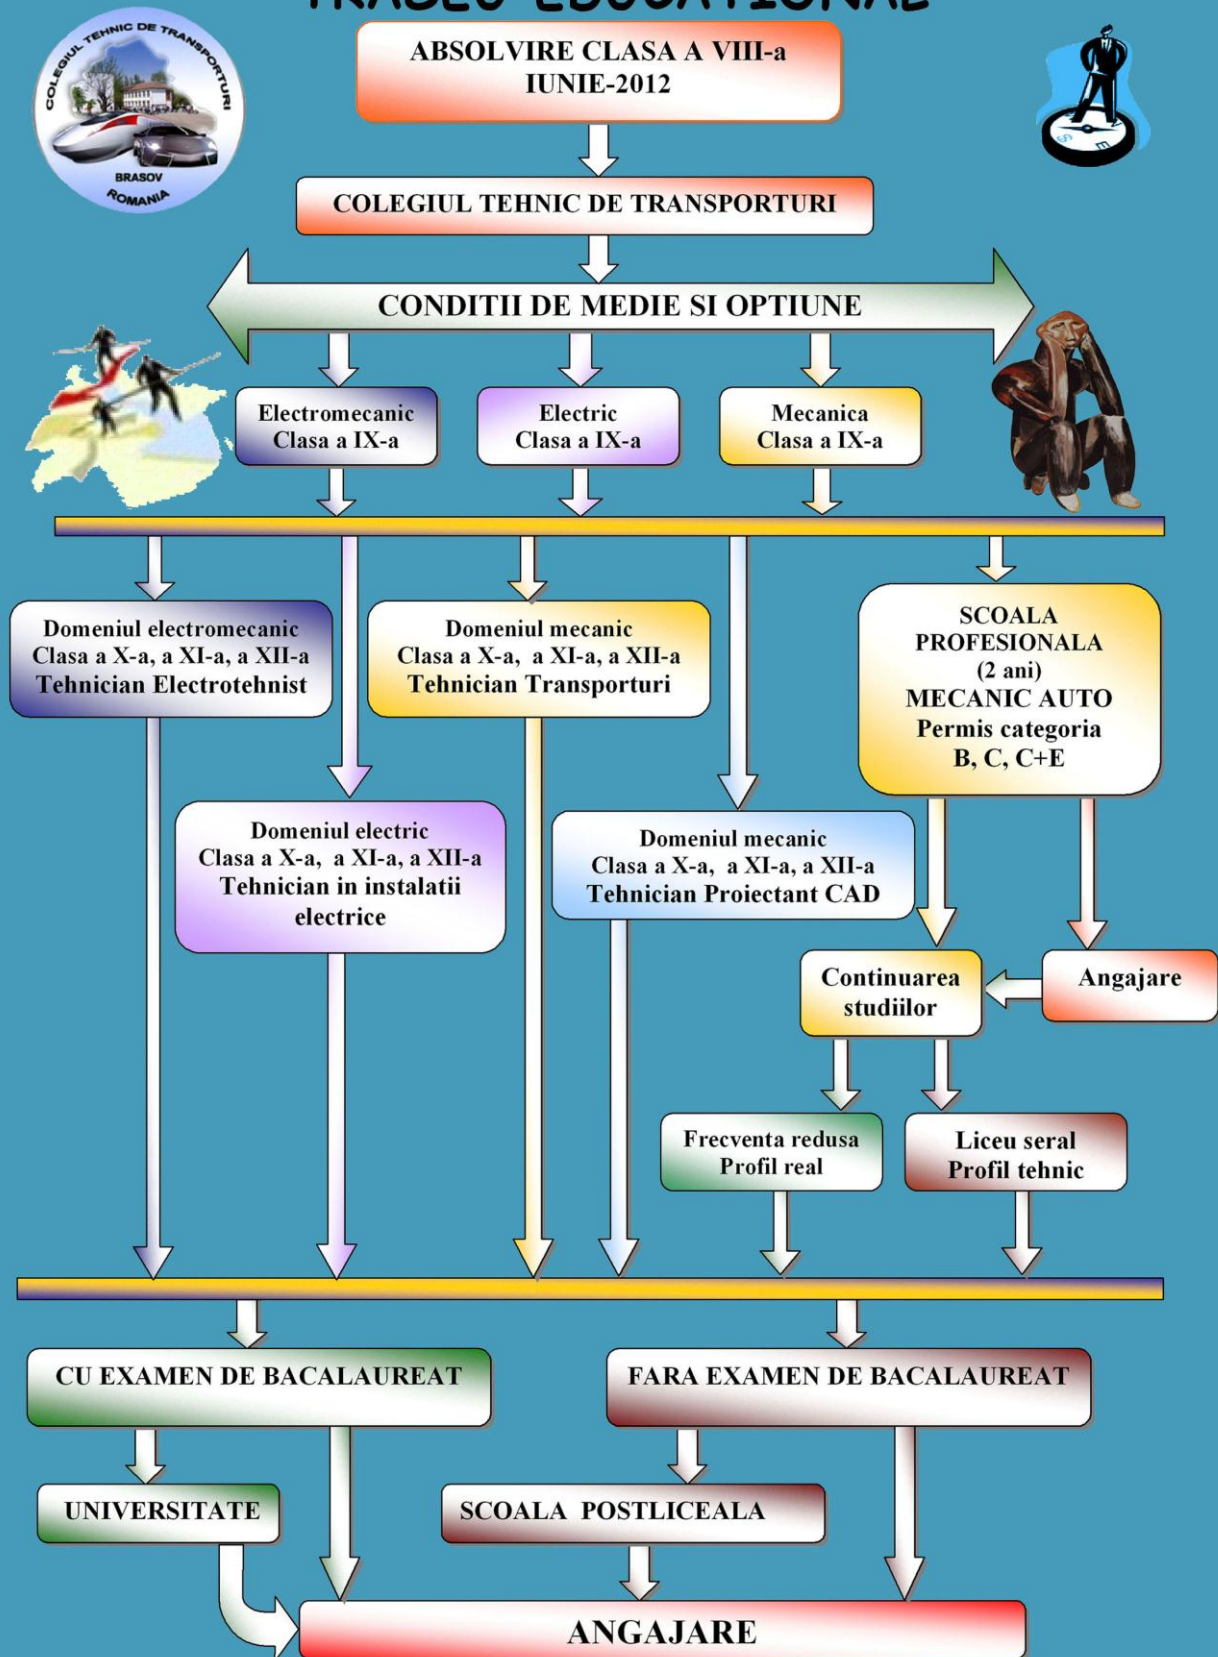 TRASEU EDUCATIONAL
COLEGIUL TEHNIC DE TRANSPORTURI
BRASOV
ROMANIA
ABSOLVIRE CLASA A VIII-a
IUNIE-2012
COLEGIUL TEHNIC DE TRANSPORTURI
CONDITII DE MEDIE SI OPTIUNE
Electromecanic
Clasa a IX-a
Electric
Clasa a IX-a
Mecanica
Clasa a IX-a
Domeniul electromecanic
Clasa a X-a, a XI-a, a XII-a
Tehnician Electrotehnist
Domeniul mecanic
Clasa a X-a, a XI-a, a XII-a
Tehnician Transporturi
SCOALA
PROFESIONALA
(2 ani)
MECANIC AUTO
Permis categoria
B, C, C+E
Domeniul electric
Clasa a X-a, a XI-a, a XII-a
Tehnician in instalatii
electrice
Domeniul mecanic
Clasa a X-a, a XI-a, a XII-a
Tehnician Proiectant CAD
Continuarea
studiilor
Angajare
Frecventa redusa
Profil real
Liceu seral
Profil tehnic
CU EXAMEN DE BACALAUREAT
FARA EXAMEN DE BACALAUREAT
UNIVERSITATE
SCOALA POSTLICEALA
ANGAJARE